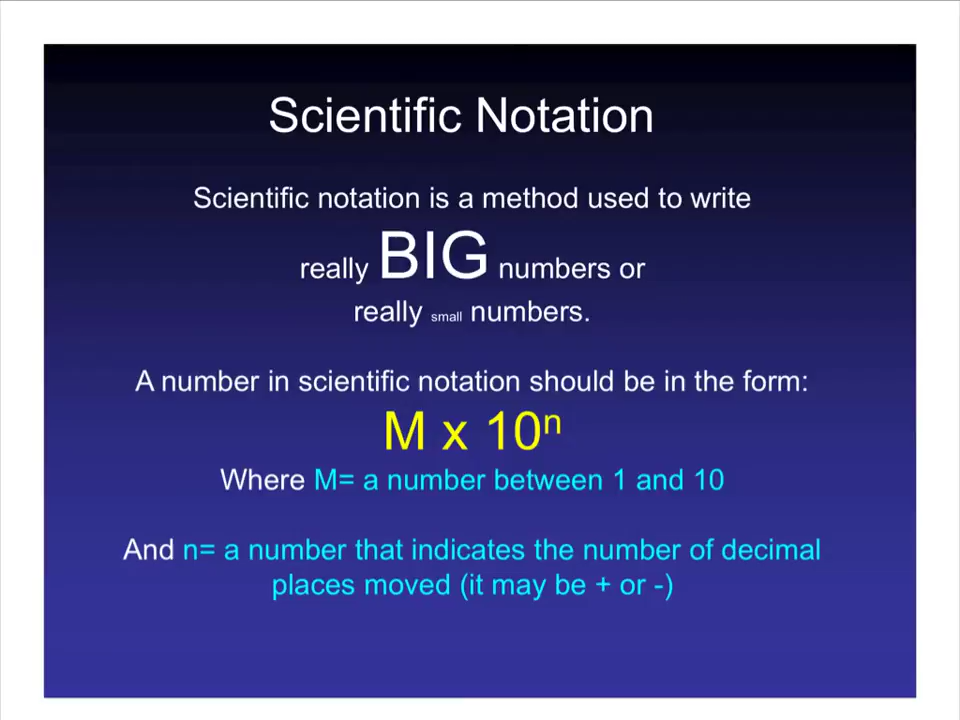 Scientific Notation
Scientific notation is a method used to write
really BIG numbers or
really small numbers.
A number in scientific notation should be in the form:
M x 10ⁿ
Where M= a number between 1 and 10
And n= a number that indicates the number of decimal
places moved (it may be + or -)